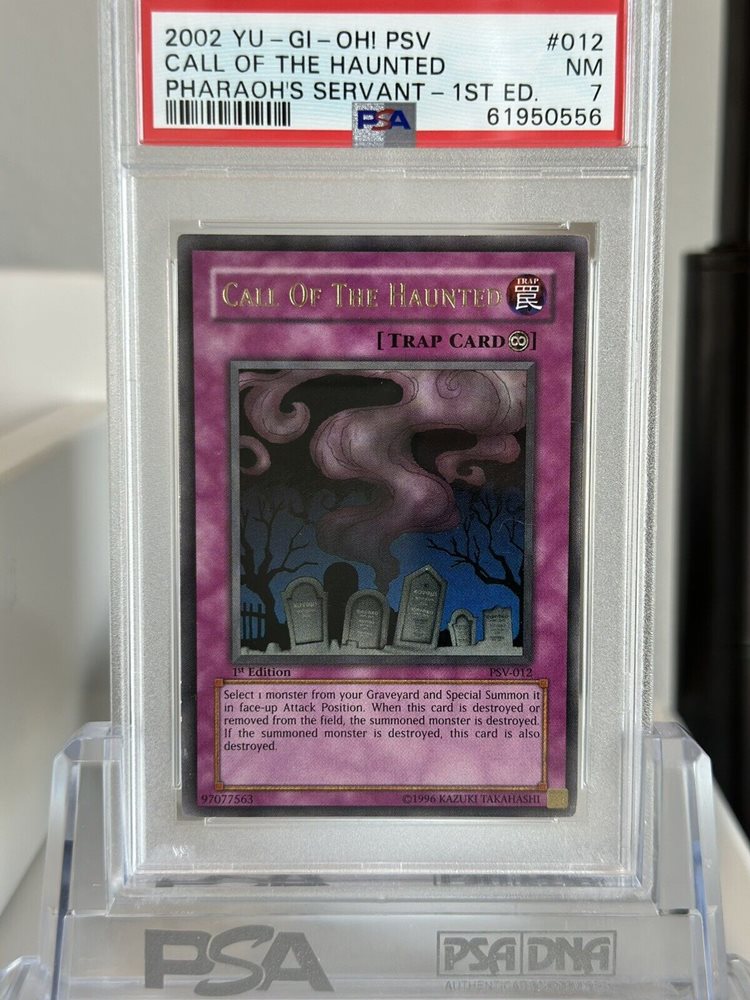 2002 YU-GI-OH! PSV #012
CALL OF THE HAUNTED NM
PHARAOH'S SERVANT-1ST ED. 7
PSA 61950556
CALL OF THE HAUNTED
TRAP
罠
[TRAP CARD∞]
1st Edition PSV-012
Select 1 monster from your Graveyard and Special Summon it
in face-up Attack Position. When this card is destroyed or
removed from the field, the summoned monster is destroyed.
If the summoned monster is destroyed, this card is also
destroyed.
97077563 ©1996 KAZUKI TAKAHASHI
PSA PSA DNA